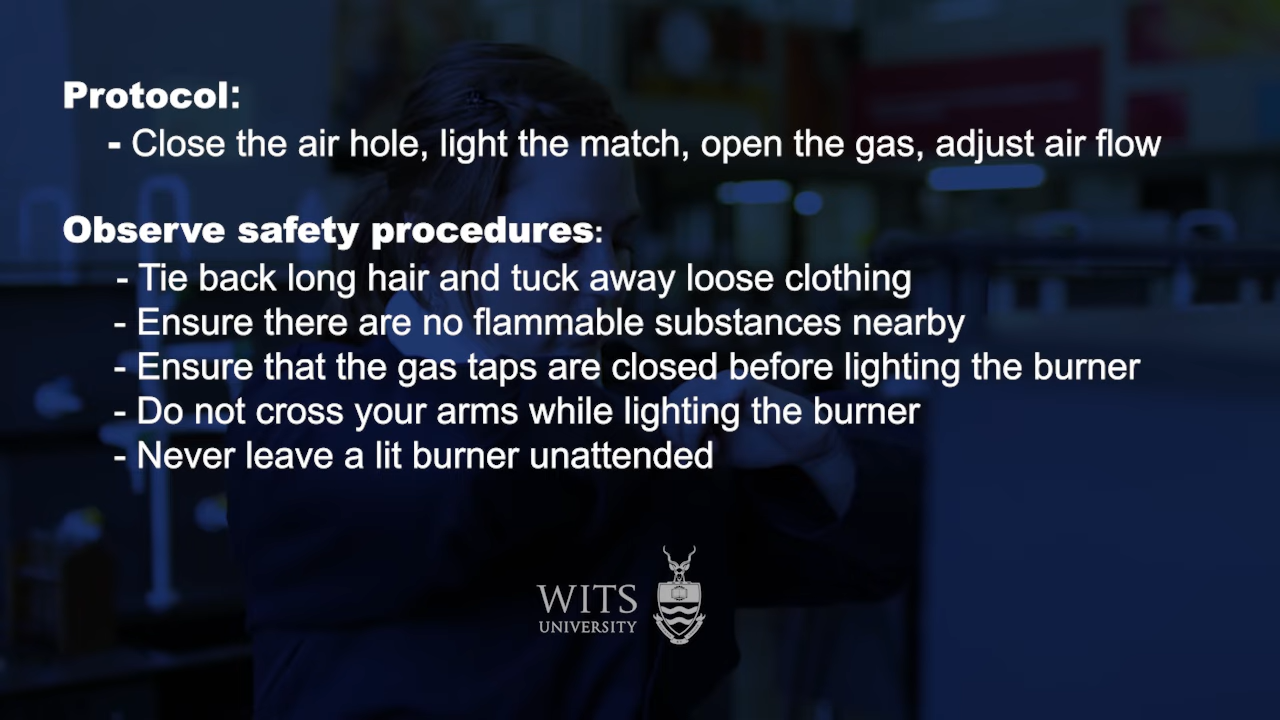 Protocol:
- Close the air hole, light the match, open the gas, adjust air flow
Observe safety procedures:
- Tie back long hair and tuck away loose clothing
- Ensure there are no flammable substances nearby
- Ensure that the gas taps are closed before lighting the burner
- Do not cross your arms while lighting the burner
- Never leave a lit burner unattended
WITS
UNIVERSITY